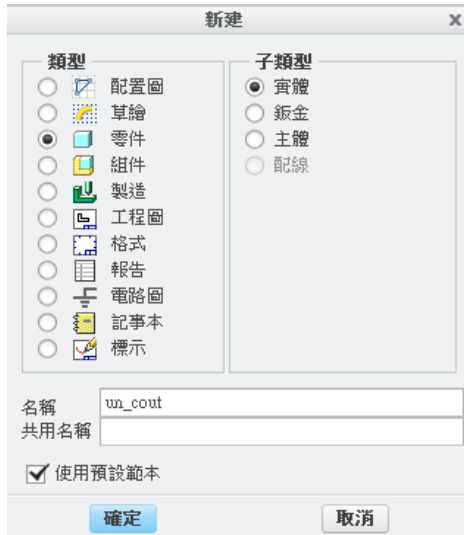 新建
x
類型
配置圖
草繪
零件
組件
製造
工程圖
格式
報告
電路圖
記事本
標示
子類型
實體
鈑金
主體
配線
名稱 un_cout
共用名稱
使用預設範本
確定 取消